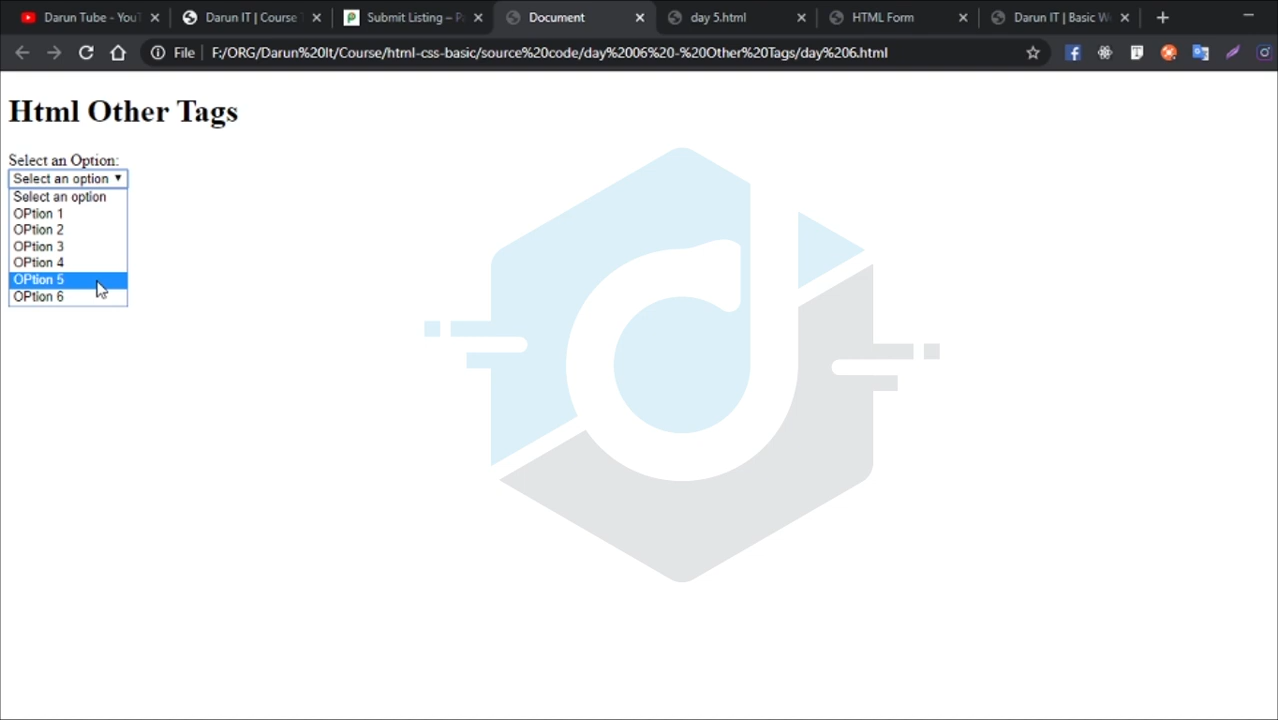 Darun Tube - YouT
Darun IT | Course
Submit Listing – P
Document
day 5.html
HTML Form
Darun IT | Basic W
File
F:/ORG/Darun%20It/Course/html-css-basic/source%20code/day%2006%20-%20Other%20Tags/day%206.html
Html Other Tags
Select an Option:
Select an option
Select an option
OPtion 1
OPtion 2
OPtion 3
OPtion 4
OPtion 5
OPtion 6